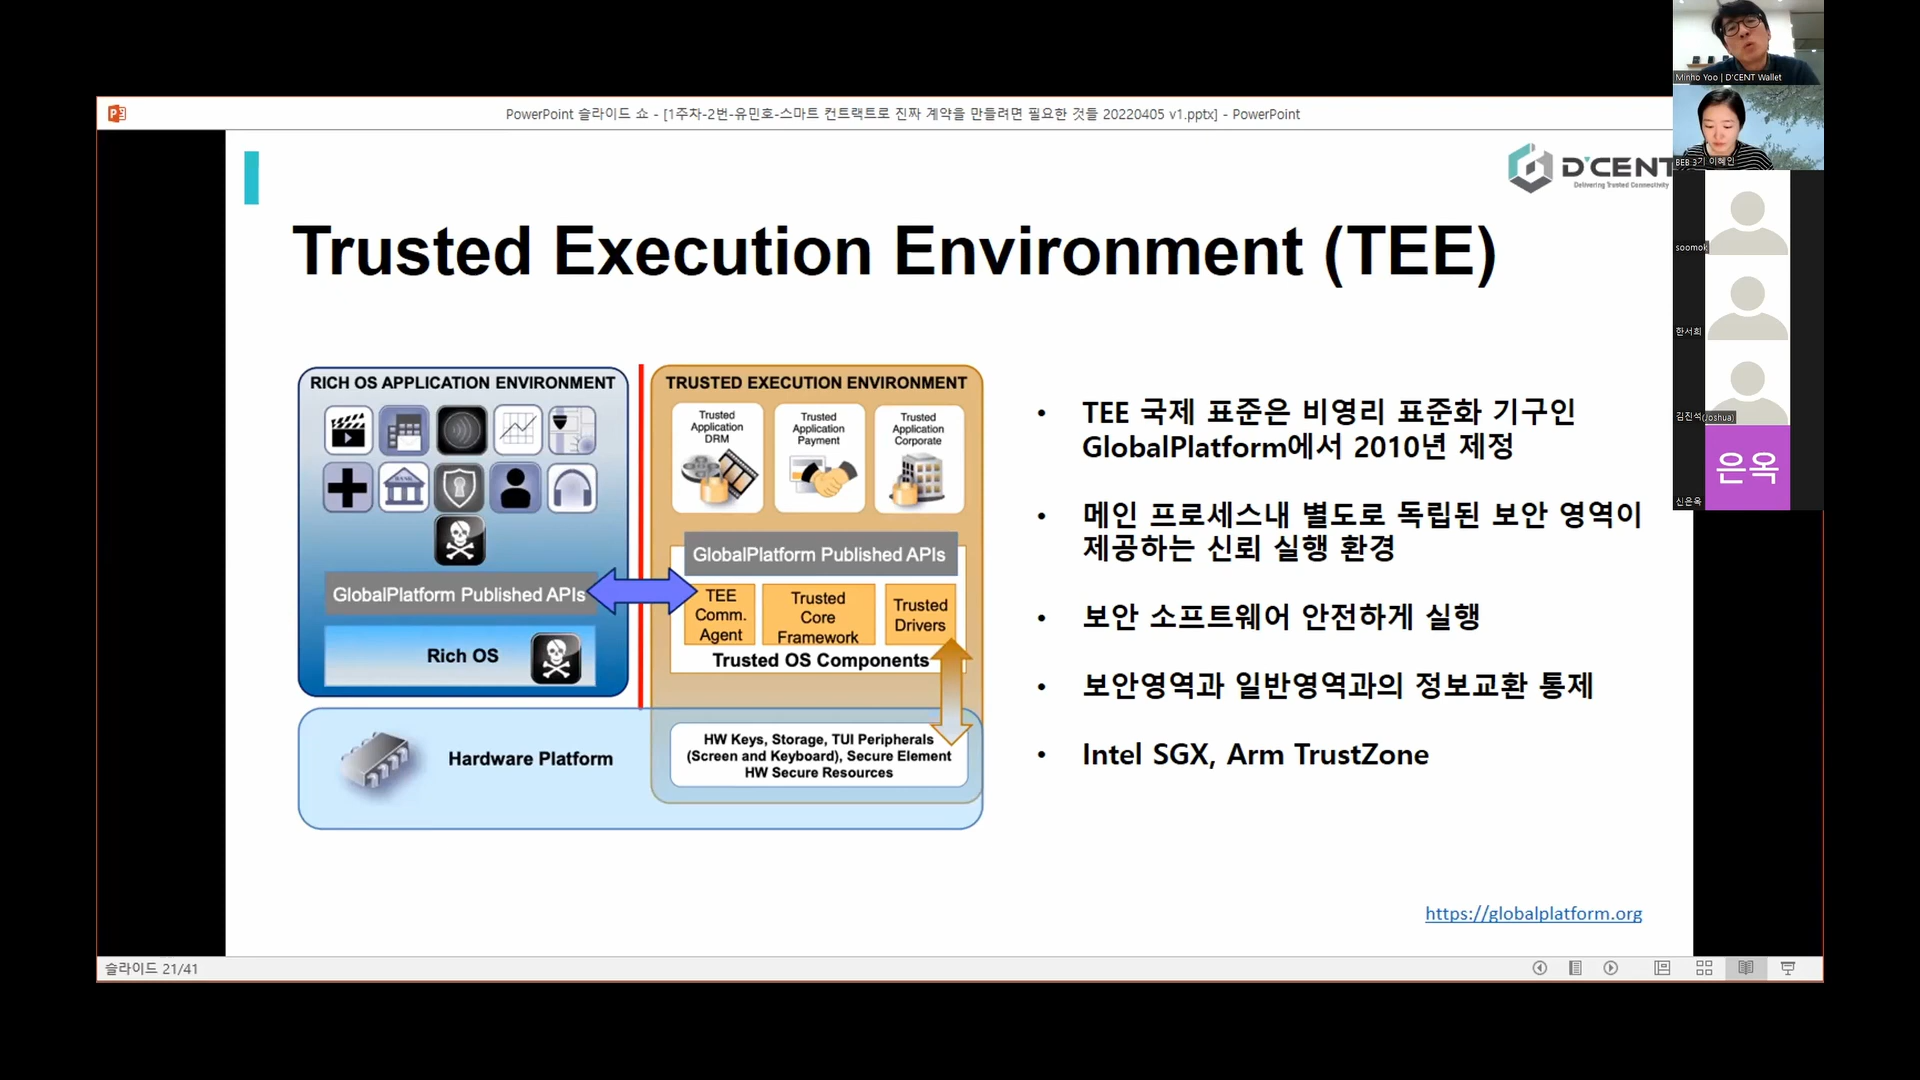 PowerPoint 슬라이드 쇼 - [1주차-2번-유민호-스마트 컨트랙트로 진짜 계약을 만들려면 필요한 것들 20220405 v1.pptx] - PowerPoint
D'CENT
Delivering Trusted Connectivity
Trusted Execution Environment (TEE)
RICH OS APPLICATION ENVIRONMENT
BANK
GlobalPlatform Published APIs
Rich OS
TRUSTED EXECUTION ENVIRONMENT
Trusted
Application
DRM
Trusted
Application
Payment
Trusted
Application
Corporate
GlobalPlatform Published APIs
TEE
Comm.
Agent
Trusted
Core
Framework
Trusted
Drivers
Trusted OS Components
Hardware Platform
HW Keys, Storage, TUI Peripherals
(Screen and Keyboard), Secure Element
HW Secure Resources
• TEE 국제 표준은 비영리 표준화 기구인
GlobalPlatform에서 2010년 제정
• 메인 프로세스내 별도로 독립된 보안 영역이
제공하는 신뢰 실행 환경
• 보안 소프트웨어 안전하게 실행
• 보안영역과 일반영역과의 정보교환 통제
• Intel SGX, Arm TrustZone
https://globalplatform.org
슬라이드 21/41
Minho Yoo | D'CENT Wallet
BEB 3기 이혜인
soomok
한서희
김진석(Joshua)
은옥
신은옥